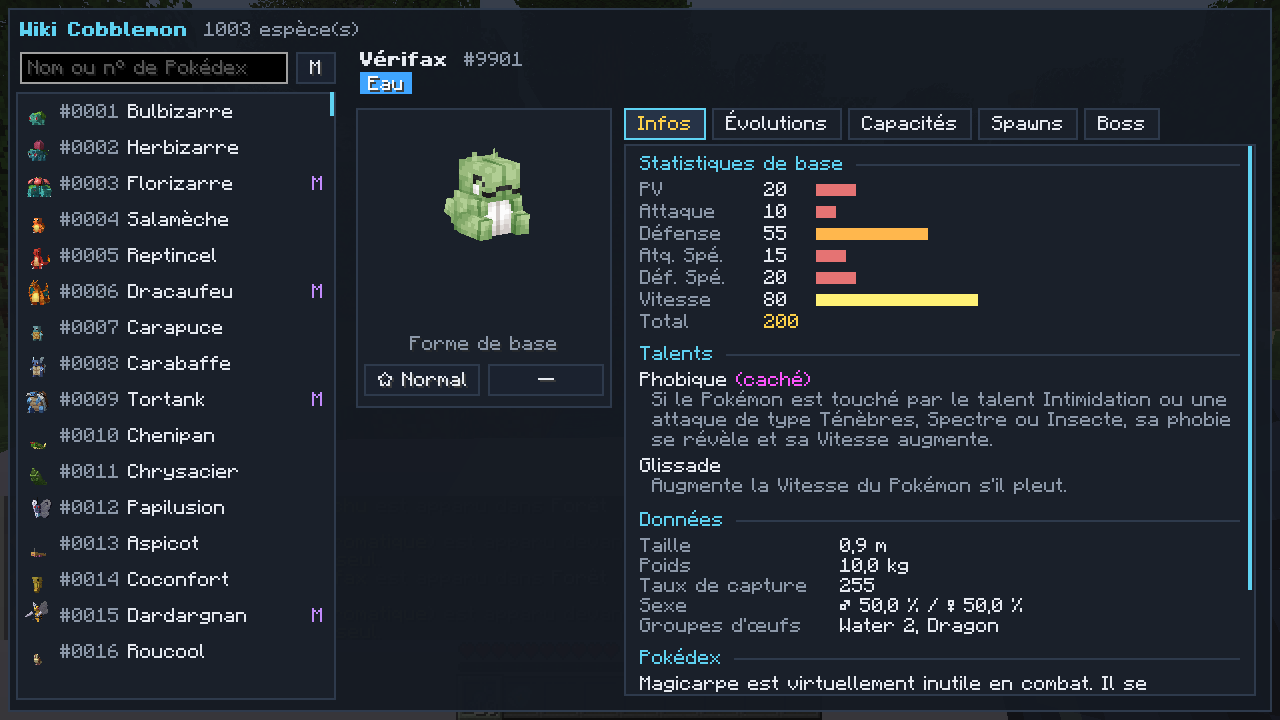 Wiki Cobblemon 1003 espèce(s)
Nom ou n° de Pokédex
M
#0001 Bulbizarre
#0002 Herbizarre
#0003 Florizarre M
#0004 Salamèche
#0005 Reptincel
#0006 Dracaufeu M
#0007 Carapuce
#0008 Carabaffe
#0009 Tortank M
#0010 Chenipan
#0011 Chrysacier
#0012 Papilusion
#0013 Aspicot
#0014 Coconfort
#0015 Dardargnan M
#0016 Roucool
Vérifax #9901
Eau
Forme de base
☆ Normal
—
Infos Évolutions Capacités Spawns Boss
Statistiques de base
PV 20
Attaque 10
Défense 55
Atq. Spé. 15
Déf. Spé. 20
Vitesse 80
Total 200
Talents
Phobique (caché)
Si le Pokémon est touché par le talent Intimidation ou une
attaque de type Ténèbres, Spectre ou Insecte, sa phobie
se révèle et sa Vitesse augmente.
Glissade
Augmente la Vitesse du Pokémon s'il pleut.
Données
Taille 0,9 m
Poids 10,0 kg
Taux de capture 255
Sexe ♂ 50,0 % / ♀ 50,0 %
Groupes d'œufs Water 2, Dragon
Pokédex
Magicarpe est virtuellement inutile en combat. Il se